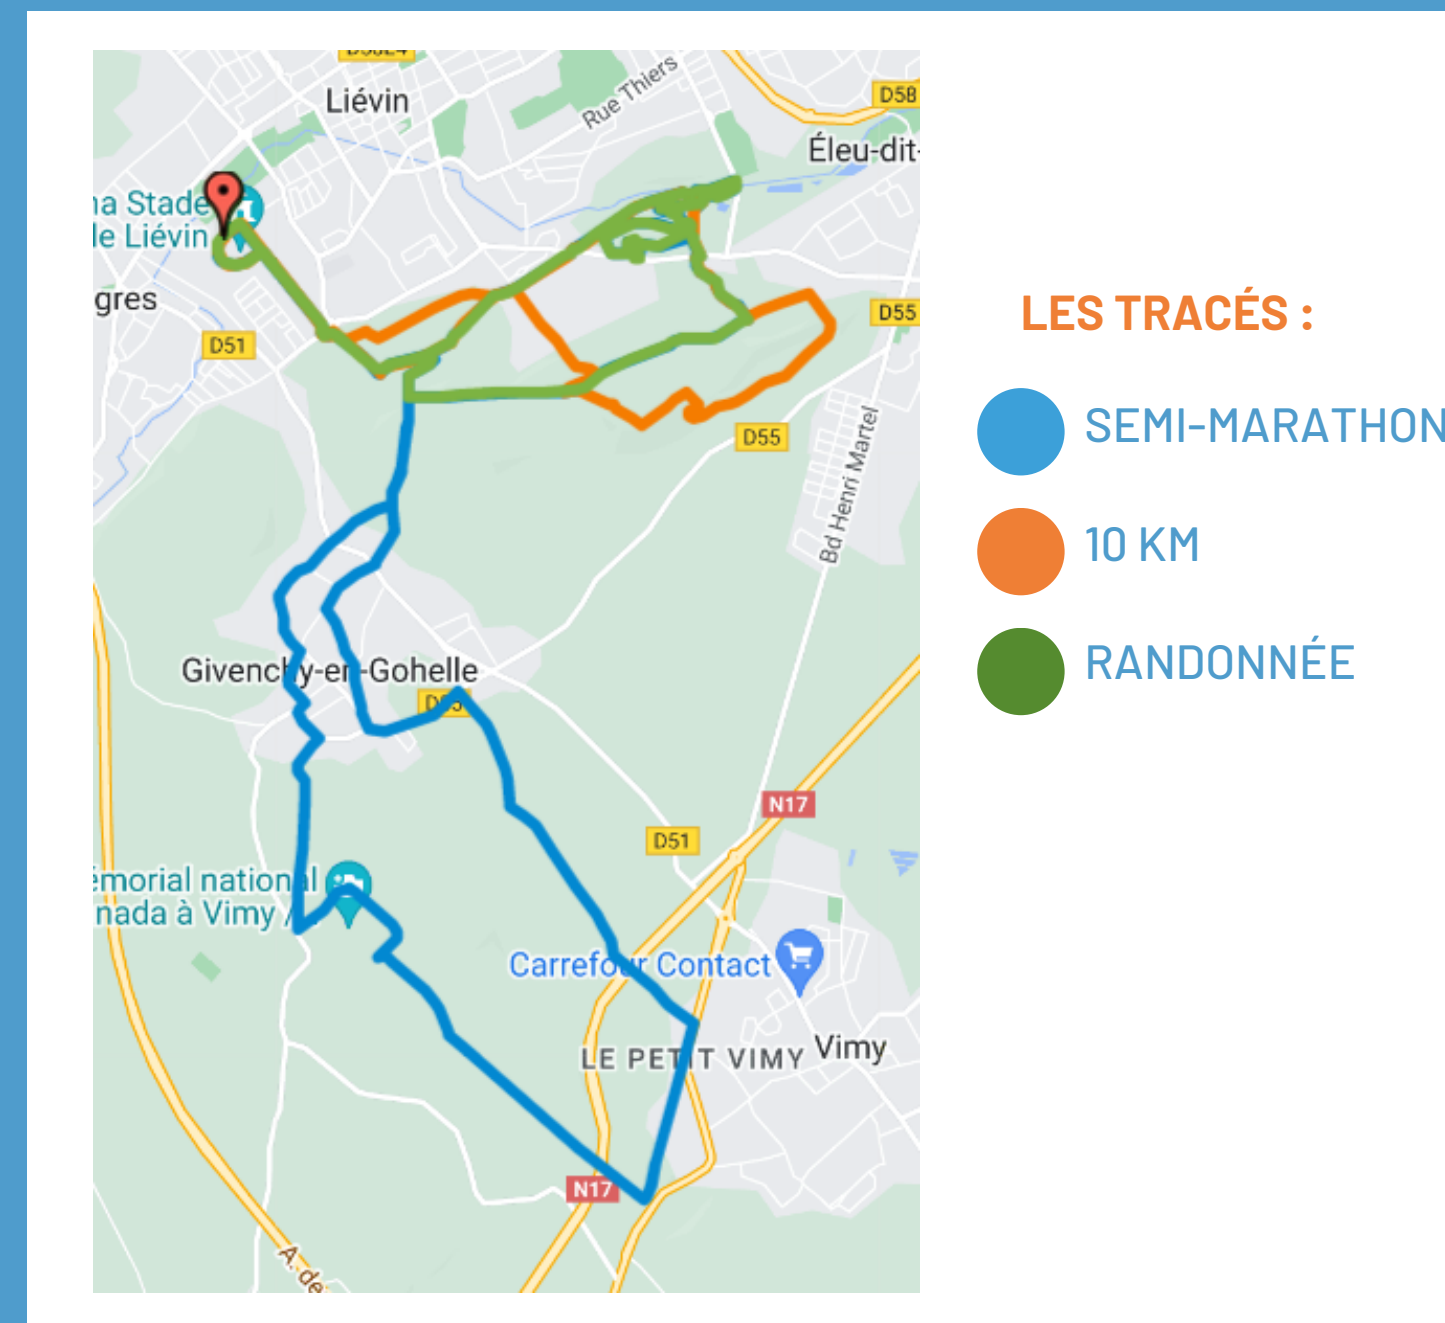 Liévin
Rue Thiers
D58
Éleu-dit-
na Stade
le Liévin
gres
D51
D55
D55
Bd Henri Martel
Givenchy-en-Gohelle
N17
D51
émorial national
nada à Vimy /
Carrefour Contact
LE PETIT VIMY
Vimy
N17
A. de
LES TRACÉS :
SEMI-MARATHON
10 KM
RANDONNÉE